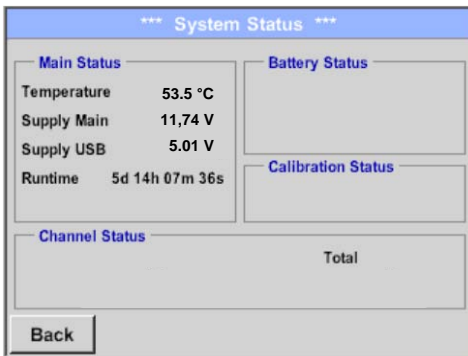 *** System Status ***
Main Status
Temperature 53.5 °C
Supply Main 11,74 V
Supply USB 5.01 V
Runtime 5d 14h 07m 36s
Battery Status
Calibration Status
Channel Status
Total
Back